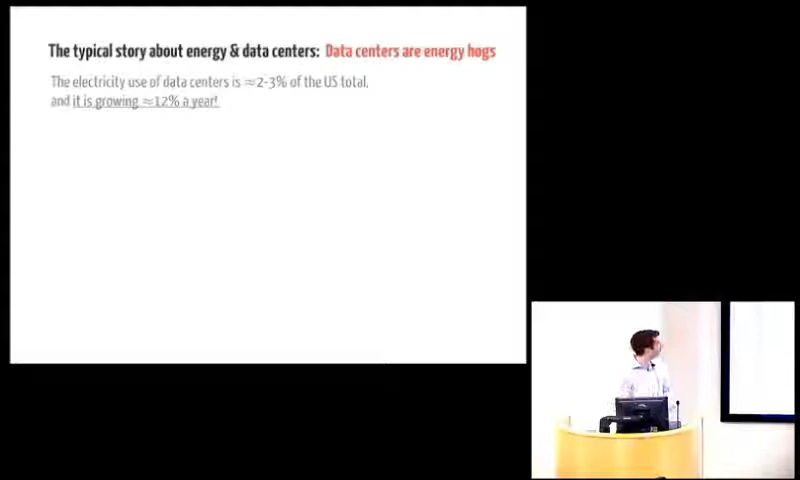 The typical story about energy & data centers: Data centers are energy hogs
The electricity use of data centers is ≈2-3% of the US total,
and it is growing ≈12% a year!